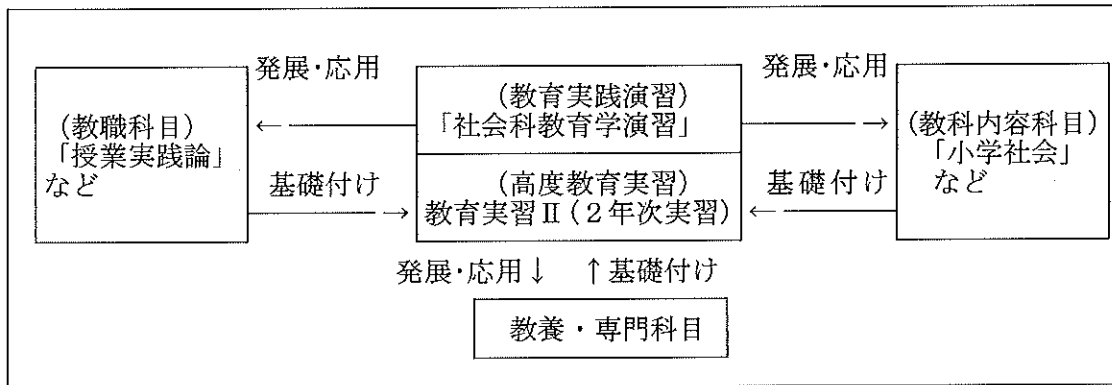 発展・応用
発展・応用
(教職科目)
「授業実践論」
など
←
(教育実践演習)
「社会科教育学演習」
→
(教科内容科目)
「小学社会」
など
基礎付け
→
(高度教育実習)
教育実習Ⅱ(2年次実習)
基礎付け
←
発展・応用↓ ↑基礎付け
教養・専門科目